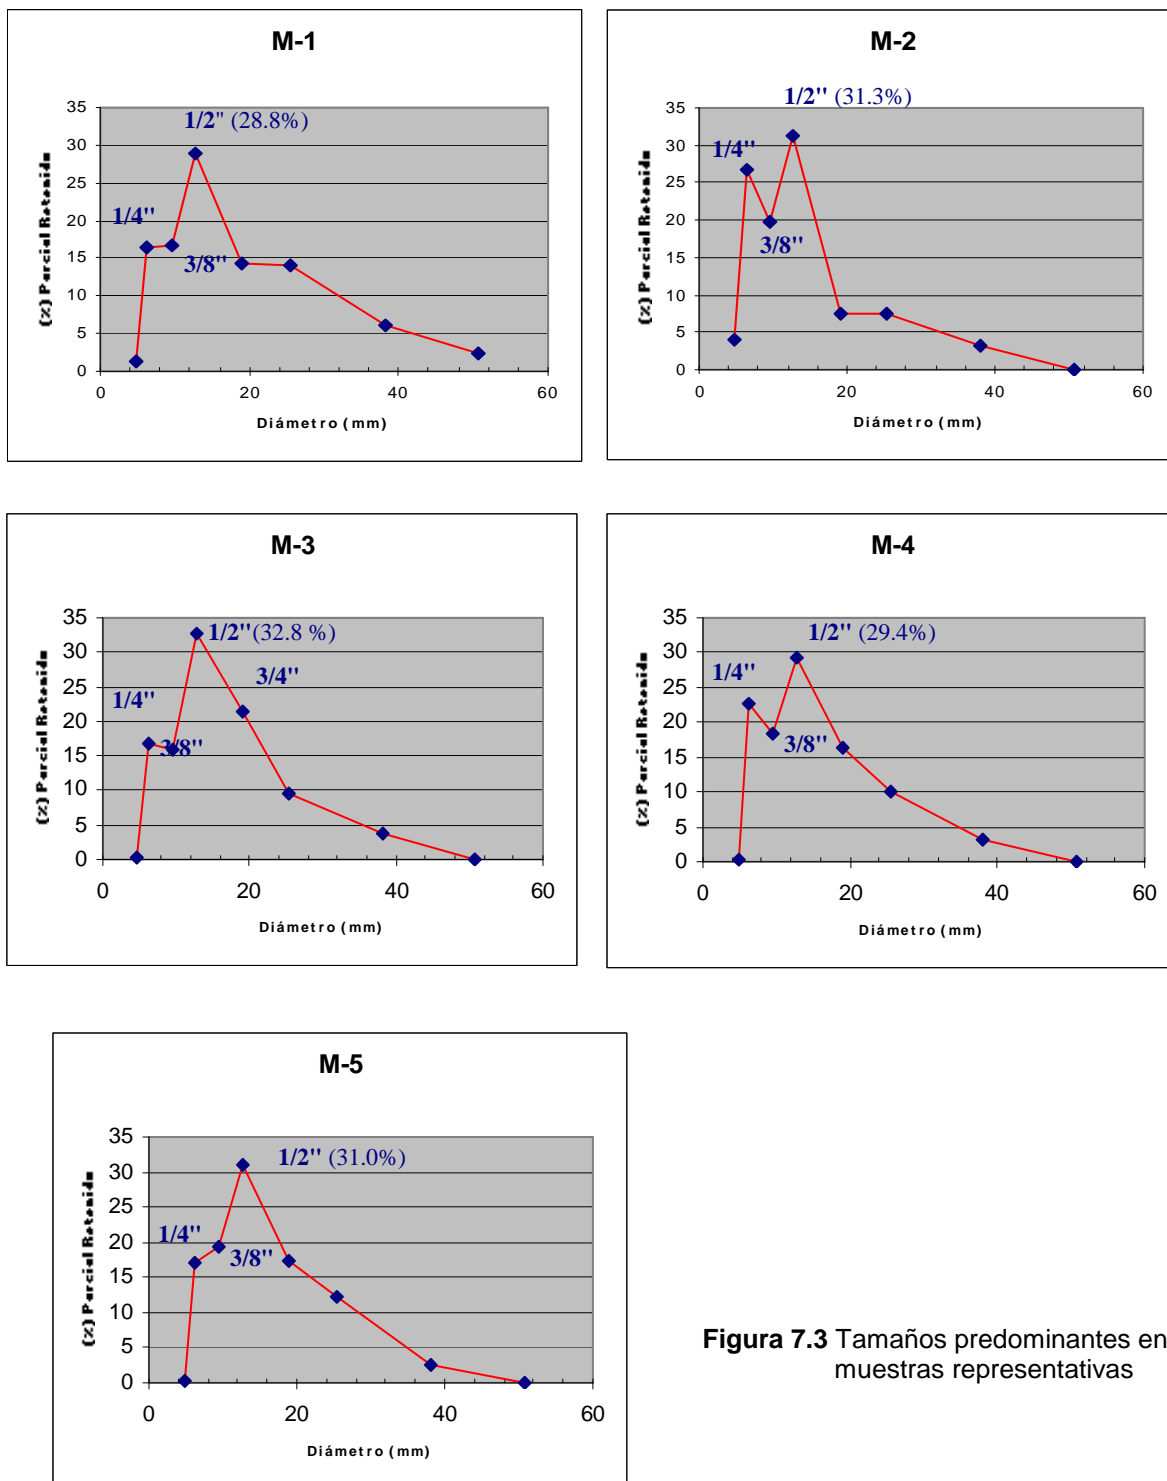 M-1
1/2" (28.8%)
1/4"
3/8"
35
30
25
20
15
10
5
0
0 20 40 60
(%) Parcial Retenido
Diámetro (mm)
M-2
1/2" (31.3%)
1/4"
3/8"
35
30
25
20
15
10
5
0
0 20 40 60
(%) Parcial Retenido
Diámetro (mm)
M-3
1/2" (32.8 %)
3/4"
1/4"
3/8"
35
30
25
20
15
10
5
0
0 20 40 60
(%) Parcial Retenido
Diámetro (mm)
M-4
1/2" (29.4%)
1/4"
3/8"
35
30
25
20
15
10
5
0
0 20 40 60
(%) Parcial Retenido
Diámetro (mm)
M-5
1/2" (31.0%)
1/4"
3/8"
35
30
25
20
15
10
5
0
0 20 40 60
(%) Parcial Retenido
Diámetro (mm)
Figura 7.3 Tamaños predominantes en
muestras representativas